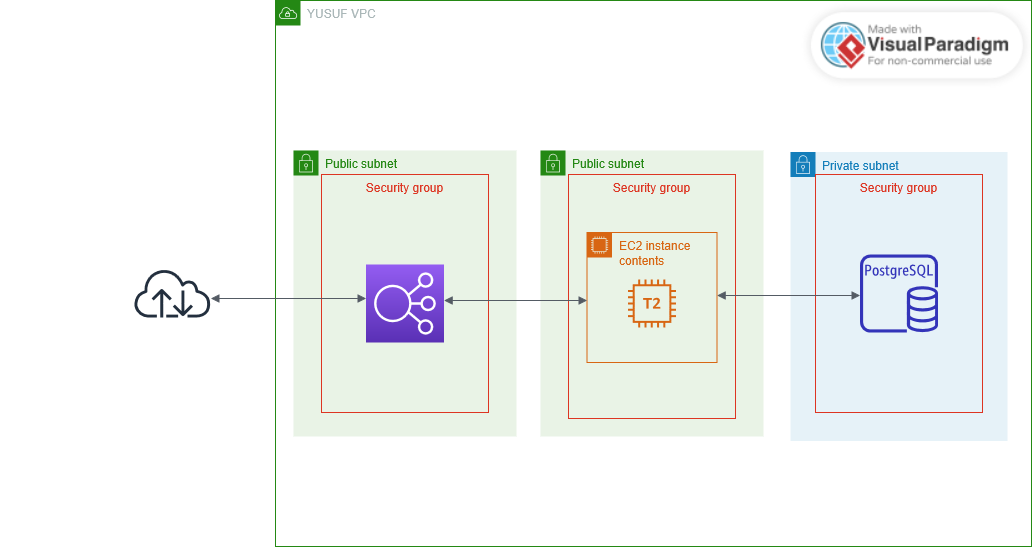 YUSUF VPC
Made with
Visual Paradigm
For non-commercial use
Public subnet
Security group
Public subnet
Security group
EC2 instance
contents
T2
Private subnet
Security group
PostgreSQL